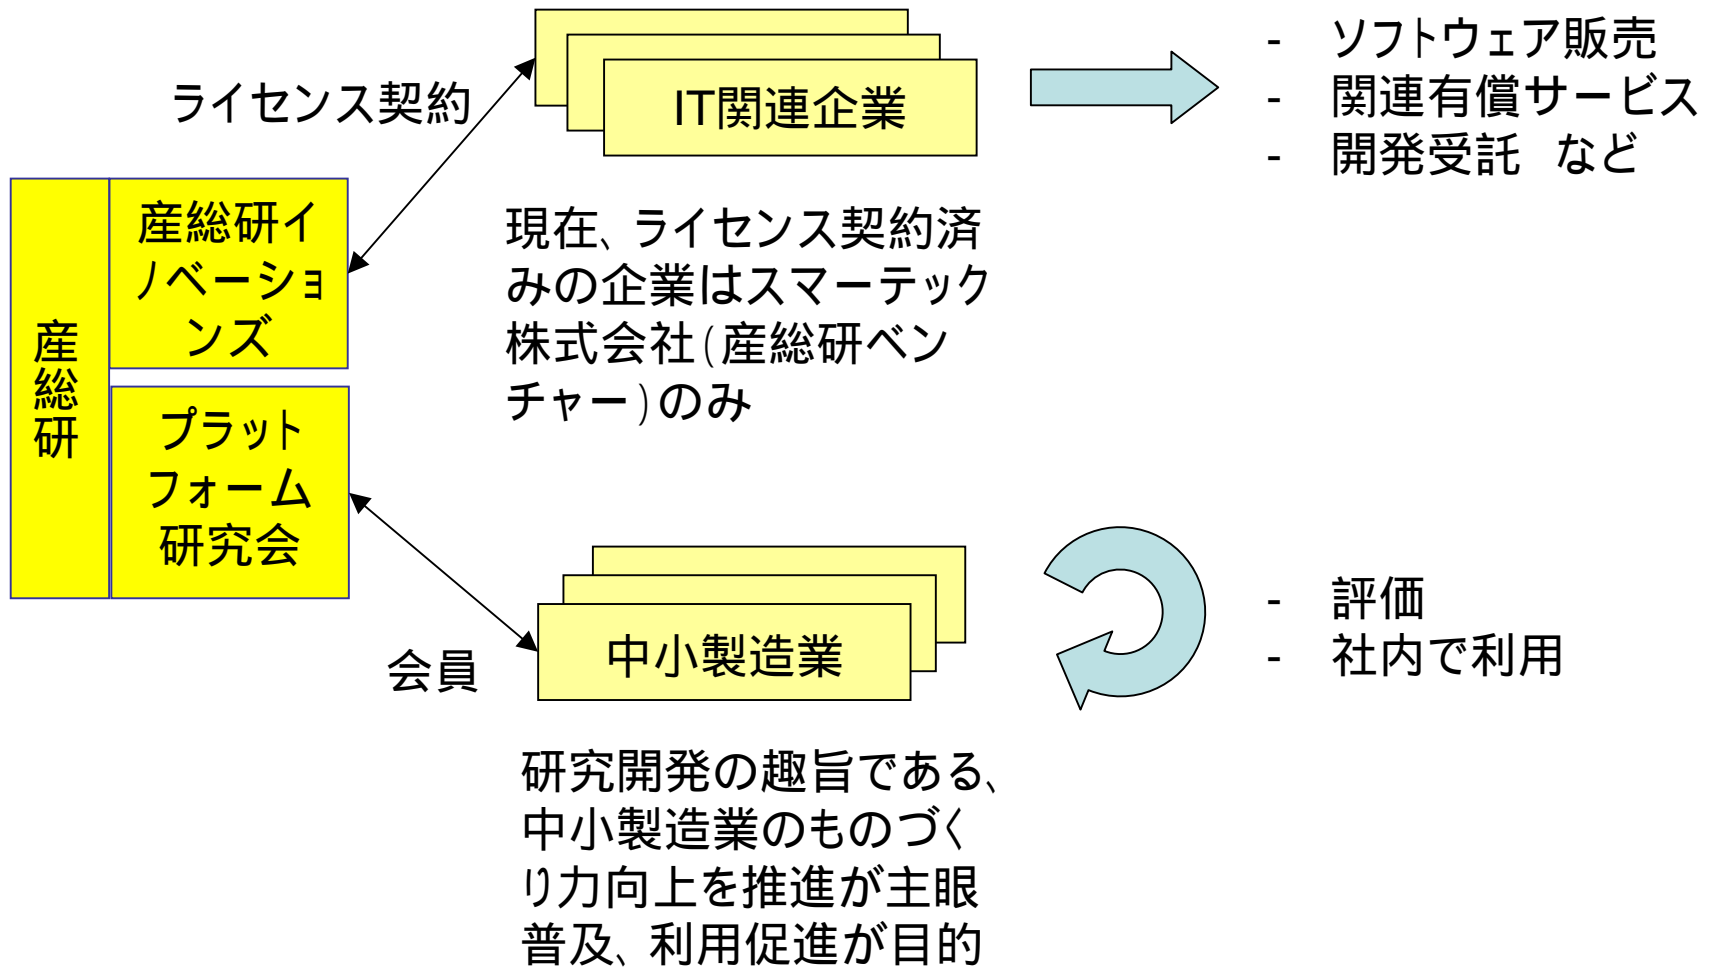 ライセンス契約
IT関連企業
- ソフトウェア販売
- 関連有償サービス
- 開発受託 など
産総研
産総研イ
ノベーショ
ンズ
現在、ライセンス契約済
みの企業はスマーテック
株式会社(産総研ベン
チャー)のみ
プラット
フォーム
研究会
会員
中小製造業
- 評価
- 社内で利用
研究開発の趣旨である、
中小製造業のものづく
り力向上を推進が主眼
普及、利用促進が目的